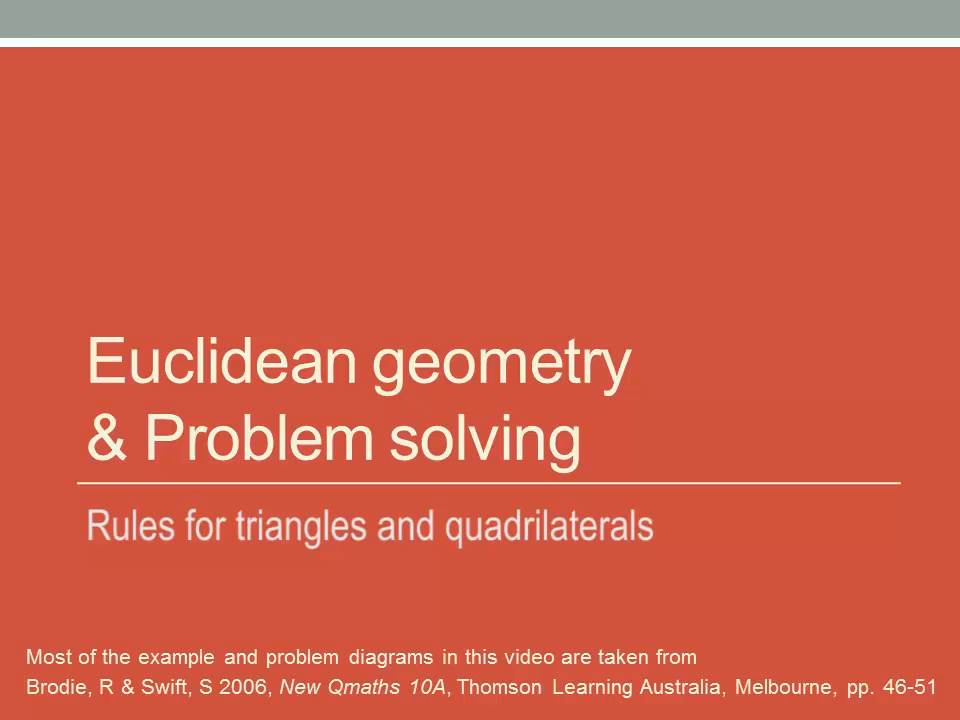 Euclidean geometry
& Problem solving
Rules for triangles and quadrilaterals
Most of the example and problem diagrams in this video are taken from
Brodie, R & Swift, S 2006, New Qmaths 10A, Thomson Learning Australia, Melbourne, pp. 46-51